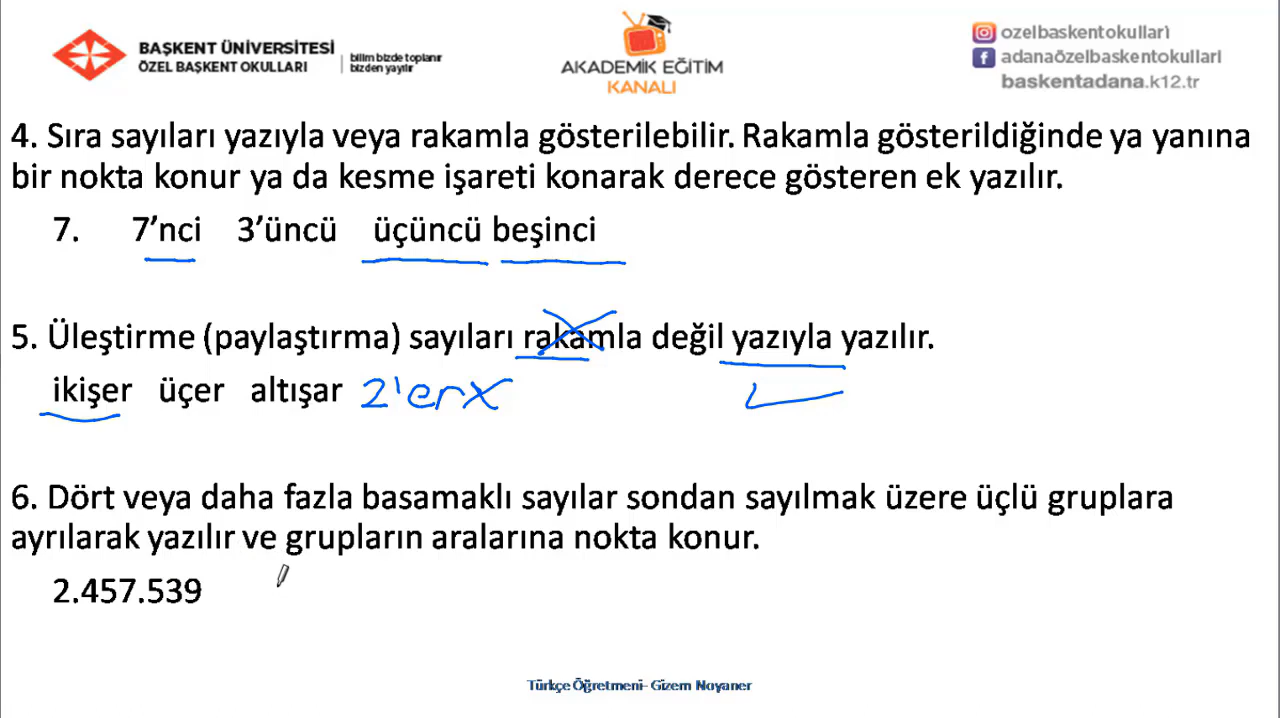 BAŞKENT ÜNİVERSİTESİ
ÖZEL BAŞKENT OKULLARI
bilim bizde toplanır
bizden yayılır
AKADEMİK EĞİTİM
KANALI
ozelbaskentokulları
adanaözelbaskentokullari
baskentadana.k12.tr
4. Sıra sayıları yazıyla veya rakamla gösterilebilir. Rakamla gösterildiğinde ya yanına
bir nokta konur ya da kesme işareti konarak derece gösteren ek yazılır.
7. 7’nci 3’üncü üçüncü beşinci
5. Üleştirme (paylaştırma) sayıları rakamla değil yazıyla yazılır.
ikişer üçer altışar 2'er x
6. Dört veya daha fazla basamaklı sayılar sondan sayılmak üzere üçlü gruplara
ayrılarak yazılır ve grupların aralarına nokta konur.
2.457.539
Türkçe Öğretmeni- Gizem Noyaner